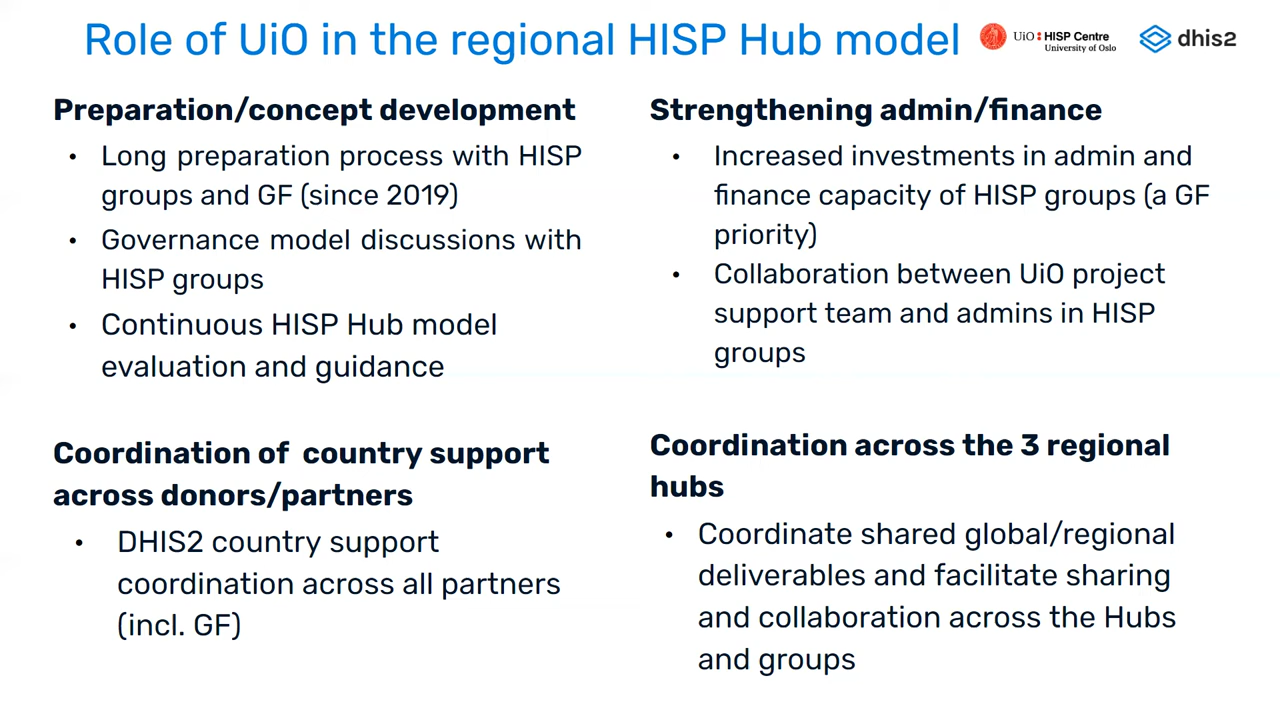 Role of UiO in the regional HISP Hub model
UiO HISP Centre
University of Oslo
dhis2
Preparation/concept development
• Long preparation process with HISP
groups and GF (since 2019)
• Governance model discussions with
HISP groups
• Continuous HISP Hub model
evaluation and guidance
Strengthening admin/finance
• Increased investments in admin and
finance capacity of HISP groups (a GF
priority)
• Collaboration between UiO project
support team and admins in HISP
groups
Coordination of country support
across donors/partners
• DHIS2 country support
coordination across all partners
(incl. GF)
Coordination across the 3 regional
hubs
• Coordinate shared global/regional
deliverables and facilitate sharing
and collaboration across the Hubs
and groups